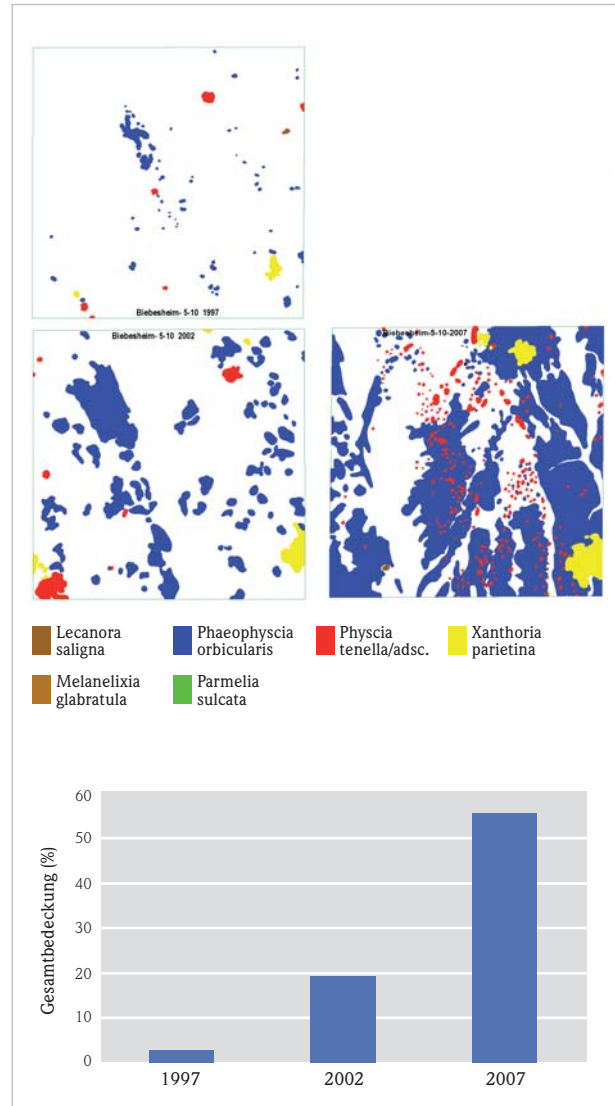 Biebesheim- 5-10 1997
Biebesheim- 5-10 2002
Biebesheim-5-10-2007
Lecanora saligna
Phaeophyscia orbicularis
Physcia tenella/adsc.
Xanthoria parietina
Melanelixia glabratula
Parmelia sulcata
Gesamtbedeckung (%)
60
50
40
30
20
10
0
1997
2002
2007